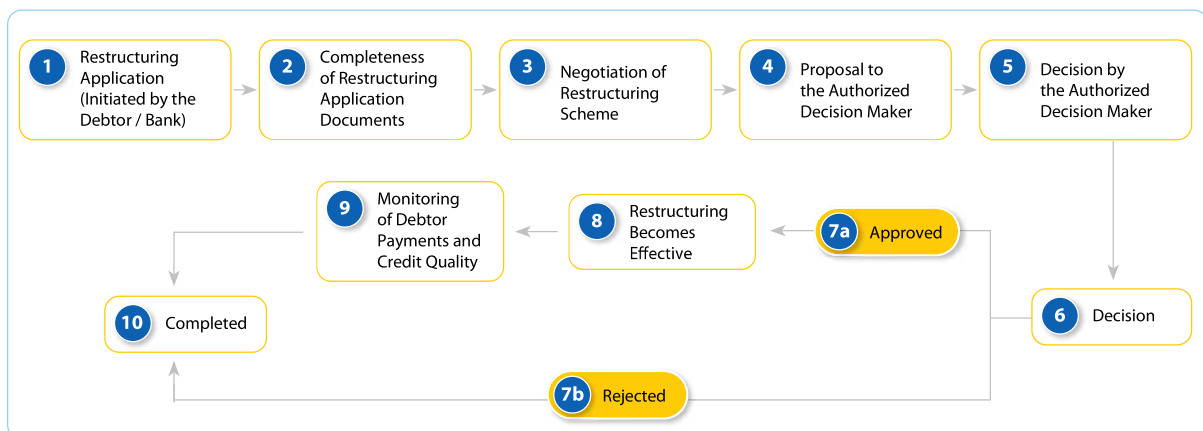 1
Restructuring
Application
(Initiated by the
Debtor / Bank)
2
Completeness
of Restructuring
Application
Documents
3
Negotiation of
Restructuring
Scheme
4
Proposal to
the Authorized
Decision Maker
5
Decision by
the Authorized
Decision Maker
6
Decision
7a
Approved
8
Restructuring
Becomes
Effective
9
Monitoring
of Debtor
Payments and
Credit Quality
7b
Rejected
10
Completed